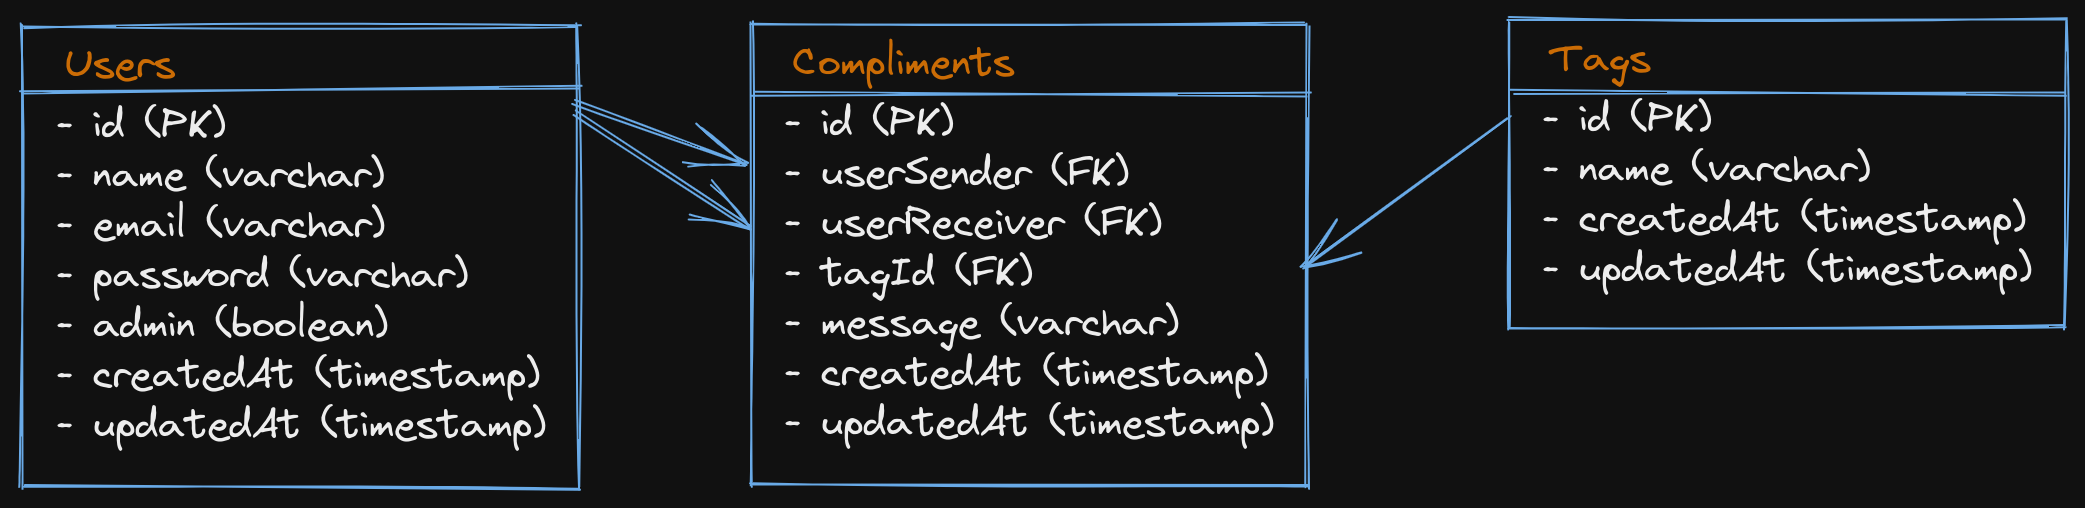 Users
- id (PK)
- name (varchar)
- email (varchar)
- password (varchar)
- admin (boolean)
- createdAt (timestamp)
- updatedAt (timestamp)
Compliments
- id (PK)
- userSender (FK)
- userReceiver (FK)
- tagId (FK)
- message (varchar)
- createdAt (timestamp)
- updatedAt (timestamp)
Tags
- id (PK)
- name (varchar)
- createdAt (timestamp)
- updatedAt (timestamp)